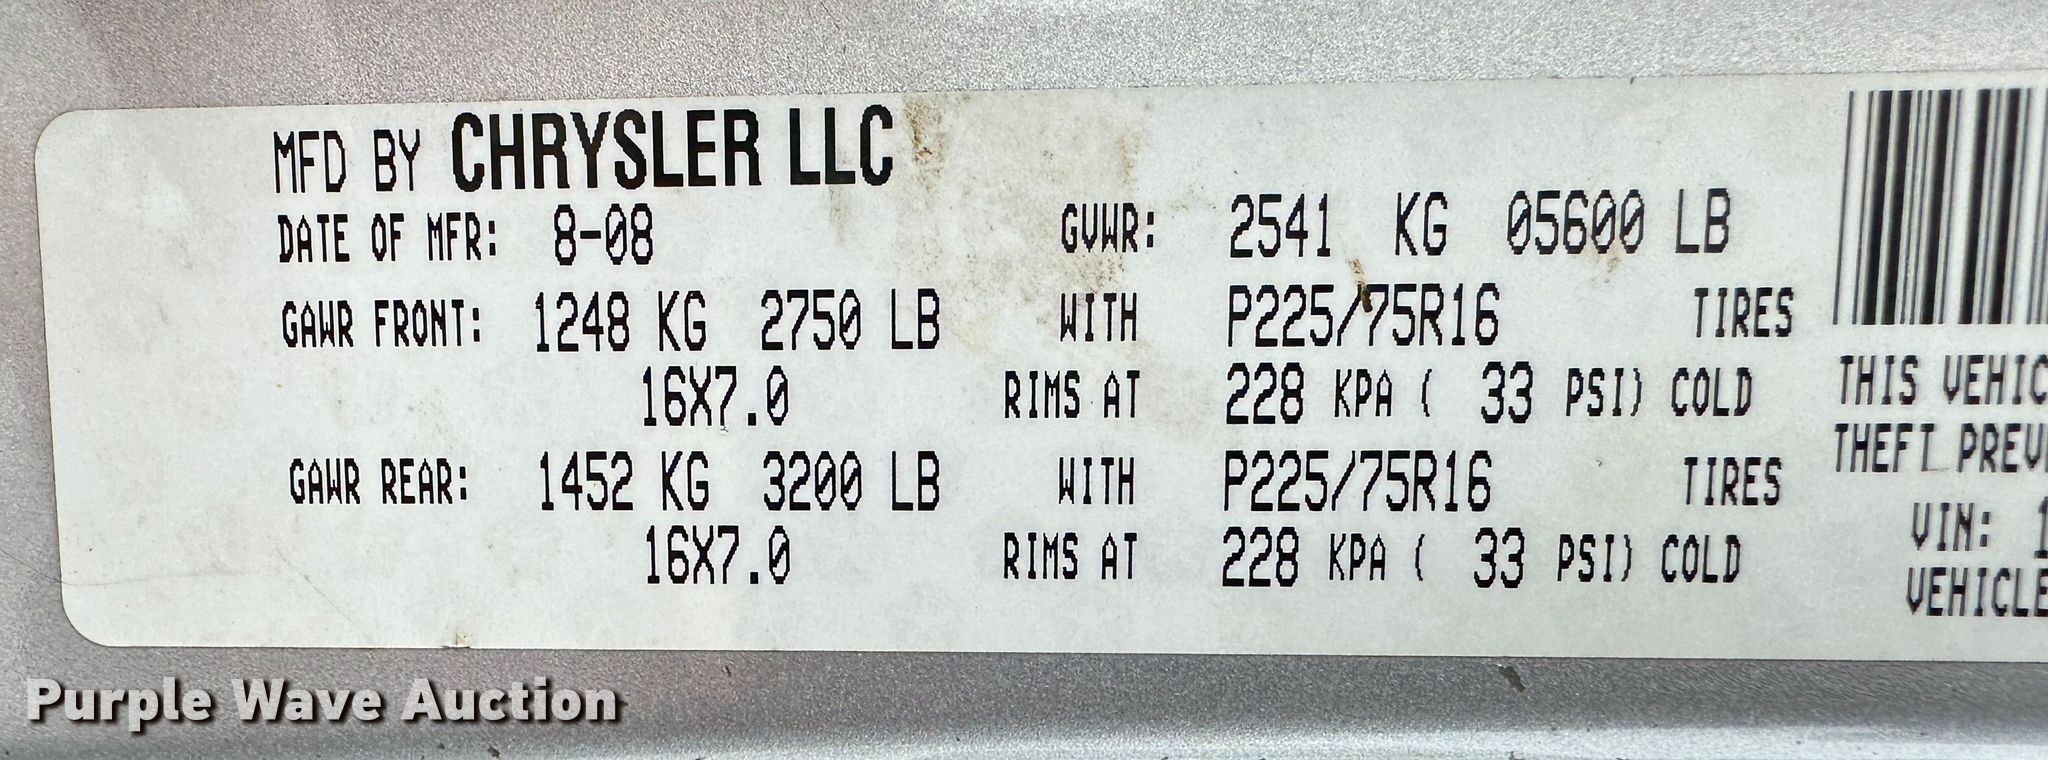 MFD BY CHRYSLER LLC
DATE OF MFR: 8-08 GVWR: 2541 KG 05600 LB
GAWR FRONT: 1248 KG 2750 LB WITH P225/75R16 TIRES
16X7.0 RIMS AT 228 KPA ( 33 PSI) COLD
GAWR REAR: 1452 KG 3200 LB WITH P225/75R16 TIRES
16X7.0 RIMS AT 228 KPA ( 33 PSI) COLD
THIS VEHIC
THEFT PREV
VIN: 1
VEHICLE
Purple Wave Auction